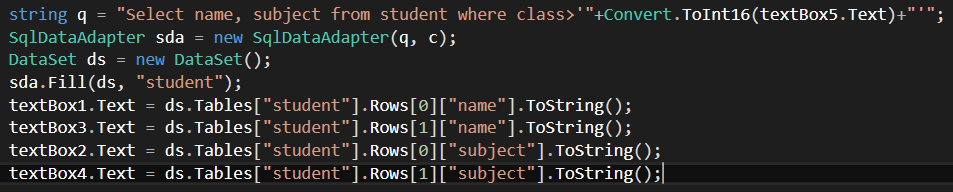 string q = "Select name, subject from student where class>'"+Convert.ToInt16(textBox5.Text)+"'";
SqlDataAdapter sda = new SqlDataAdapter(q, c);
DataSet ds = new DataSet();
sda.Fill(ds, "student");
textBox1.Text = ds.Tables["student"].Rows[0]["name"].ToString();
textBox3.Text = ds.Tables["student"].Rows[1]["name"].ToString();
textBox2.Text = ds.Tables["student"].Rows[0]["subject"].ToString();
textBox4.Text = ds.Tables["student"].Rows[1]["subject"].ToString();